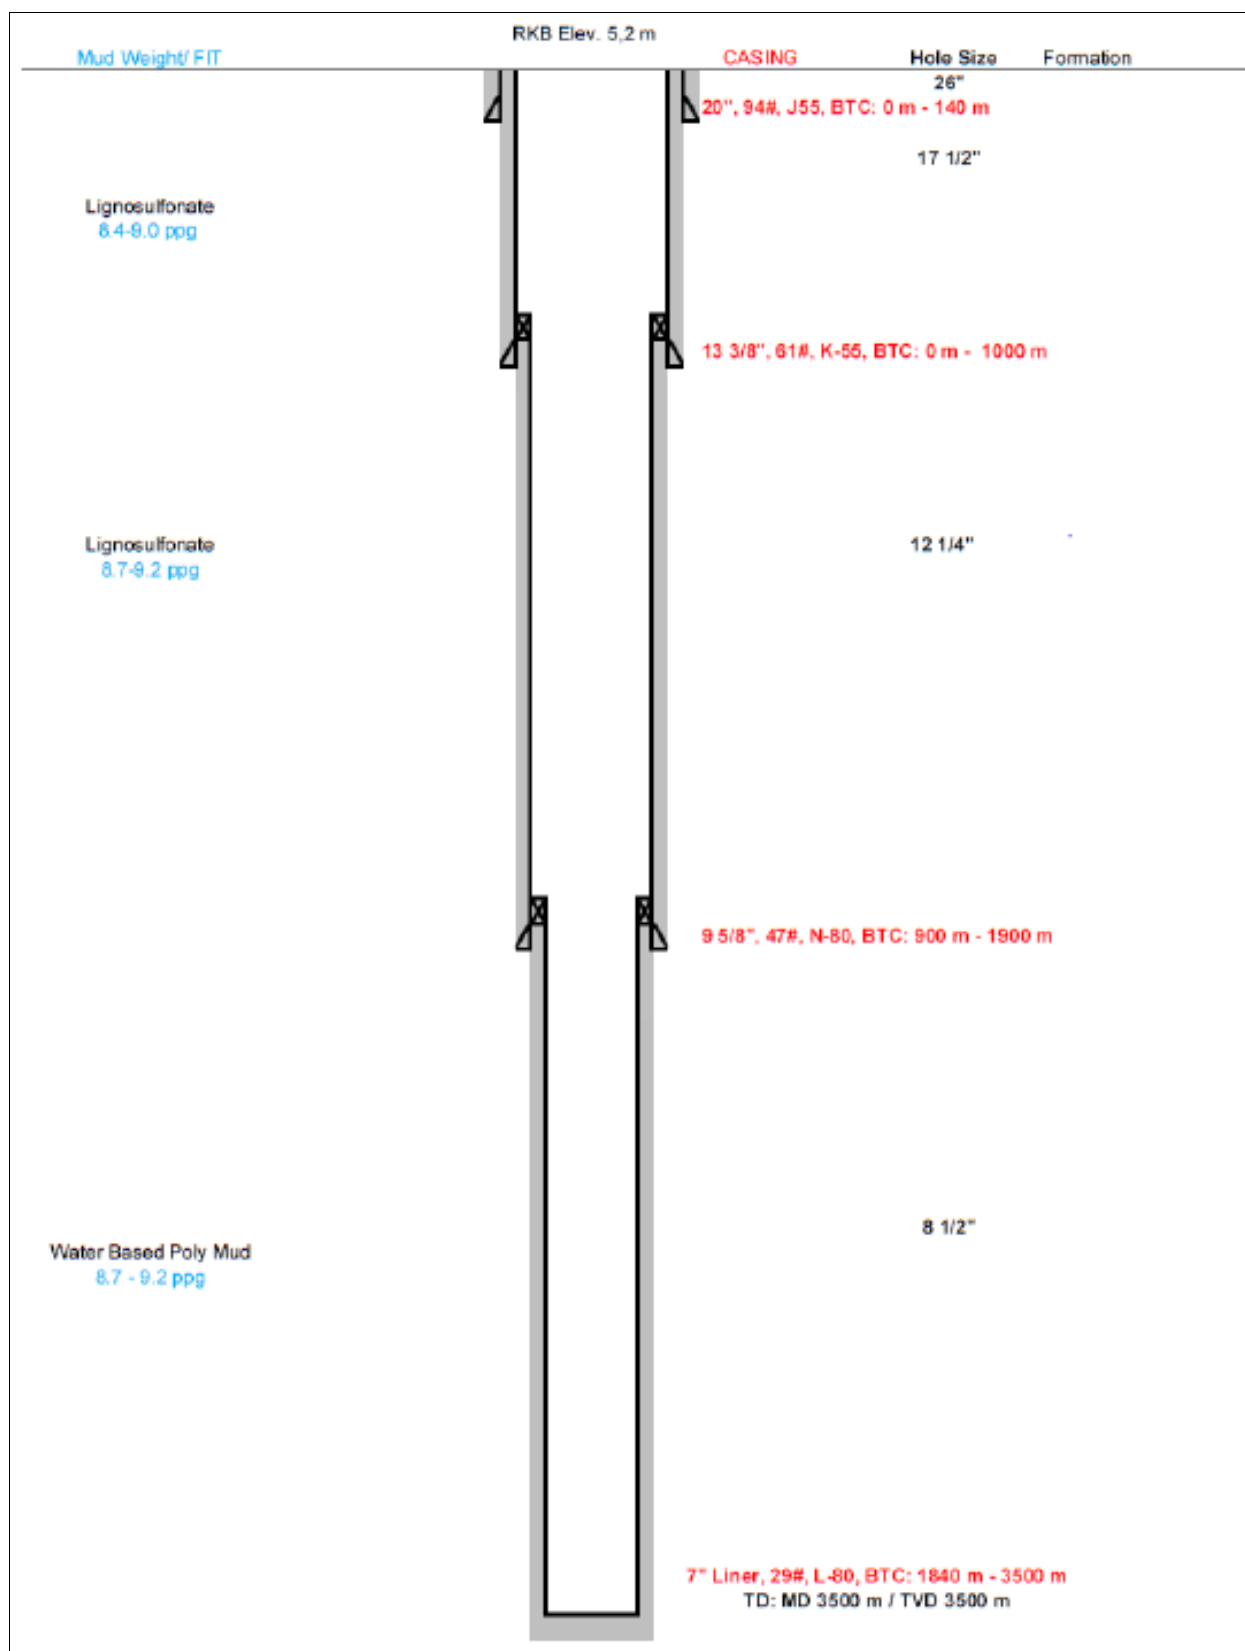 RKB Elev. 5,2 m
Mud Weight/ FIT CASING Hole Size Formation
26"
20", 94#, J55, BTC: 0 m - 140 m
17 1/2"
Lignosulfonate
8.4-9.0 ppg
13 3/8", 61#, K-55, BTC: 0 m - 1000 m
Lignosulfonate 12 1/4"
8.7-9.2 ppg
9 5/8", 47#, N-80, BTC: 900 m - 1900 m
8 1/2"
Water Based Poly Mud
8.7 - 9.2 ppg
7" Liner, 29#, L-80, BTC: 1840 m - 3500 m
TD: MD 3500 m / TVD 3500 m